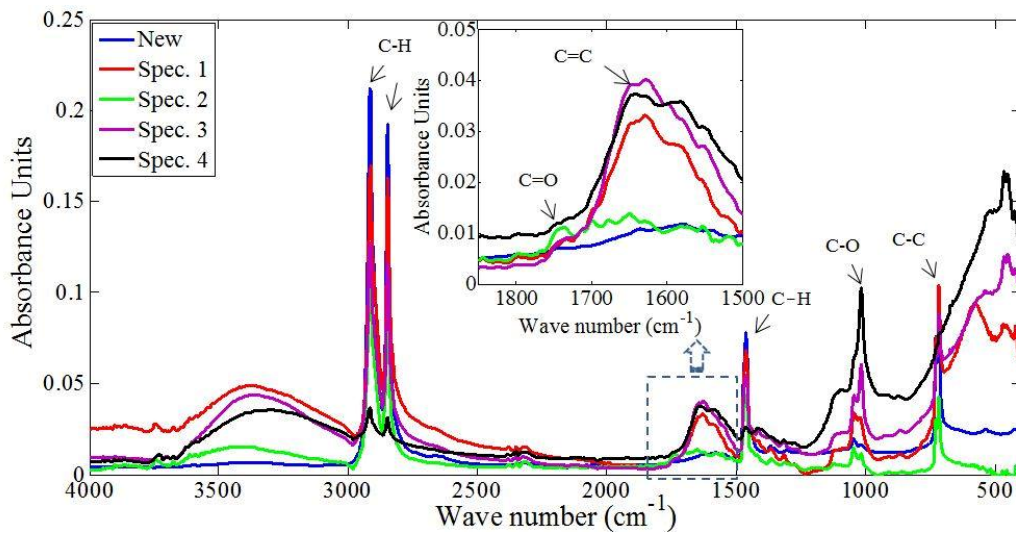 0.25
0.2
0.15
0.1
0.05
0
Absorbance Units
New
Spec. 1
Spec. 2
Spec. 3
Spec. 4
C-H
0.05
0.04
0.03
0.02
0.01
0
Absorbance Units
C=C
C=O
1800
1700
1600
1500
Wave number (cm-1)
C-H
C-O
C-C
4000
3500
3000
2500
2000
1500
1000
500
Wave number (cm-1)